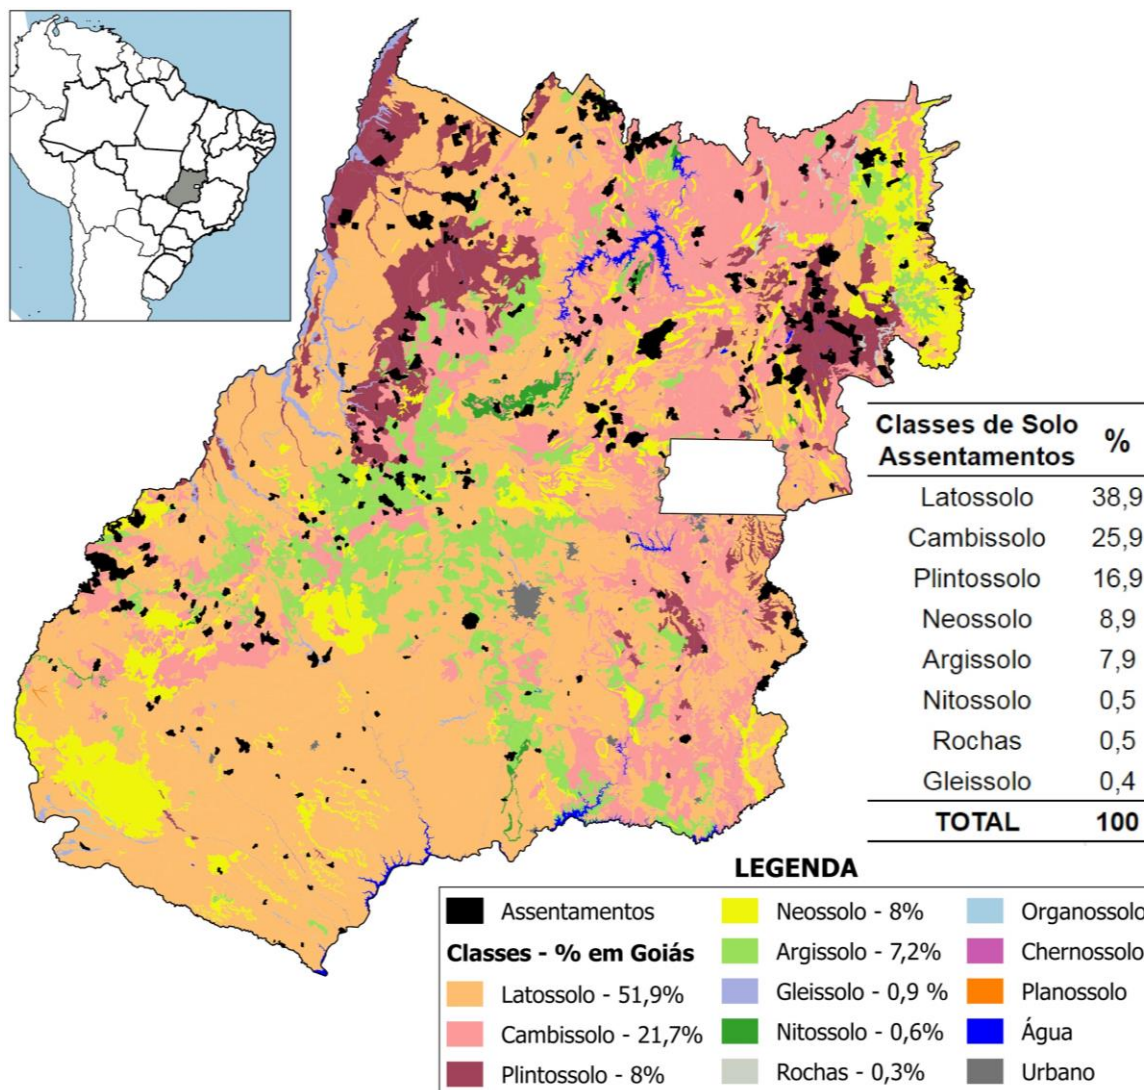 Classes de Solo Assentamentos %
Latossolo 38,9
Cambissolo 25,9
Plintossolo 16,9
Neossolo 8,9
Argissolo 7,9
Nitossolo 0,5
Rochas 0,5
Gleissolo 0,4
TOTAL 100
LEGENDA
Assentamentos
Classes - % em Goiás
Latossolo - 51,9%
Cambissolo - 21,7%
Plintossolo - 8%
Neossolo - 8%
Argissolo - 7,2%
Gleissolo - 0,9 %
Nitossolo - 0,6%
Rochas - 0,3%
Organossolo
Chernossolo
Planossolo
Água
Urbano